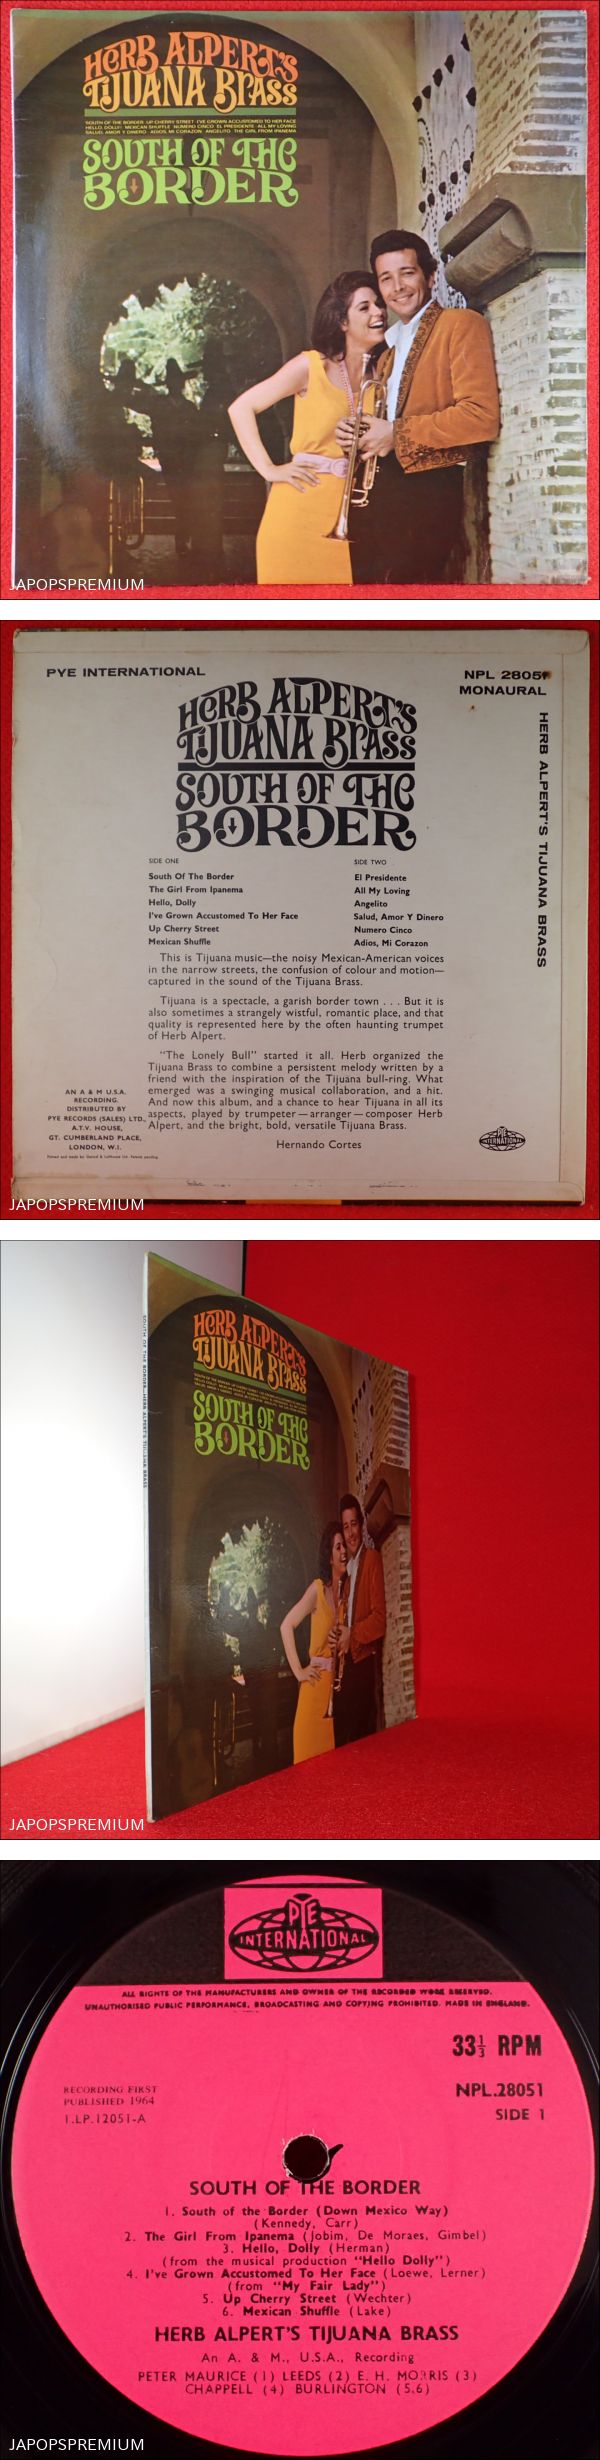 HERB ALPERT'S
TIJUANA BRASS
SOUTH OF THE BORDER UP CHERRY STREET I'VE GROWN ACCUSTOMED TO HER FACE
HELLO, DOLLY! MEXICAN SHUFFLE NUMERO CINCO EL PRESIDENTE ALL MY LOVING
SALUD, AMOR Y DINERO ADIOS, MI CORAZON ANGELITO THE GIRL FROM IPANEMA
SOUTH OF THE
BORDER
JAPOPSPREMIUM
PYE INTERNATIONAL
NPL 28051
MONAURAL
HERB ALPERT'S
TIJUANA BRASS
SOUTH OF THE
BORDER
HERB ALPERT'S TIJUANA BRASS
SIDE ONE
South Of The Border
The Girl From Ipanema
Hello, Dolly
I've Grown Accustomed To Her Face
Up Cherry Street
Mexican Shuffle
SIDE TWO
El Presidente
All My Loving
Angelito
Salud, Amor Y Dinero
Numero Cinco
Adios, Mi Corazon
This is Tijuana music—the noisy Mexican-American voices
in the narrow streets, the confusion of colour and motion—
captured in the sound of the Tijuana Brass.
Tijuana is a spectacle, a garish border town . . . But it is
also sometimes a strangely wistful, romantic place, and that
quality is represented here by the often haunting trumpet
of Herb Alpert.
"The Lonely Bull" started it all. Herb organized the
Tijuana Brass to combine a persistent melody written by a
friend with the inspiration of the Tijuana bull-ring. What
emerged was a swinging musical collaboration, and a hit.
And now this album, and a chance to hear Tijuana in all its
aspects, played by trumpeter—arranger—composer Herb
Alpert, and the bright, bold, versatile Tijuana Brass.
Hernando Cortes
AN A & M U.S.A.
RECORDING.
DISTRIBUTED BY
PYE RECORDS (SALES) LTD.,
A.T.V. HOUSE,
GT. CUMBERLAND PLACE,
LONDON, W.1.
PYE
INTERNATIONAL
JAPOPSPREMIUM
SOUTH OF THE BORDER—HERB ALPERT'S TIJUANA BRASS
HERB ALPERT'S
TIJUANA BRASS
SOUTH OF THE
BORDER
JAPOPSPREMIUM
PYE
INTERNATIONAL
ALL RIGHTS OF THE MANUFACTURERS AND OWNER OF THE RECORDED WORK RESERVED.
UNAUTHORISED PUBLIC PERFORMANCE, BROADCASTING AND COPYING PROHIBITED. MADE IN ENGLAND.
33⅓ RPM
RECORDING FIRST
PUBLISHED 1964
1.LP.12051-A
NPL.28051
SIDE 1
SOUTH OF THE BORDER
1. South of the Border (Down Mexico Way)
(Kennedy, Carr)
2. The Girl From Ipanema (Jobim, De Moraes, Gimbel)
3. Hello, Dolly (Herman)
(from the musical production "Hello Dolly")
4. I've Grown Accustomed To Her Face (Loewe, Lerner)
(from "My Fair Lady")
5. Up Cherry Street (Wechter)
6. Mexican Shuffle (Lake)
HERB ALPERT'S TIJUANA BRASS
An A. & M., U.S.A., Recording
PETER MAURICE (1) LEEDS (2) E. H. MORRIS (3)
CHAPPELL (4) BURLINGTON (5,6)
JAPOPSPREMIUM